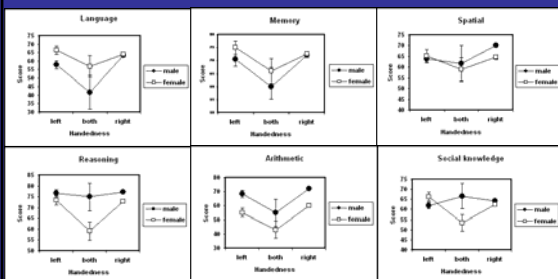 Language
Score
75
70
65
60
55
50
45
40
35
30
left both right
Handedness
male
female
Memory
Score
left both right
Handedness
male
female
Spatial
Score
75
70
65
60
55
50
45
40
left both right
Handedness
male
female
Reasoning
Score
85
80
75
70
65
60
55
50
left both right
Handedness
male
female
Arithmetic
Score
80
70
60
50
40
30
left both right
Handedness
male
female
Social knowledge
Score
75
70
65
60
55
50
45
40
left both right
Handedness
male
female